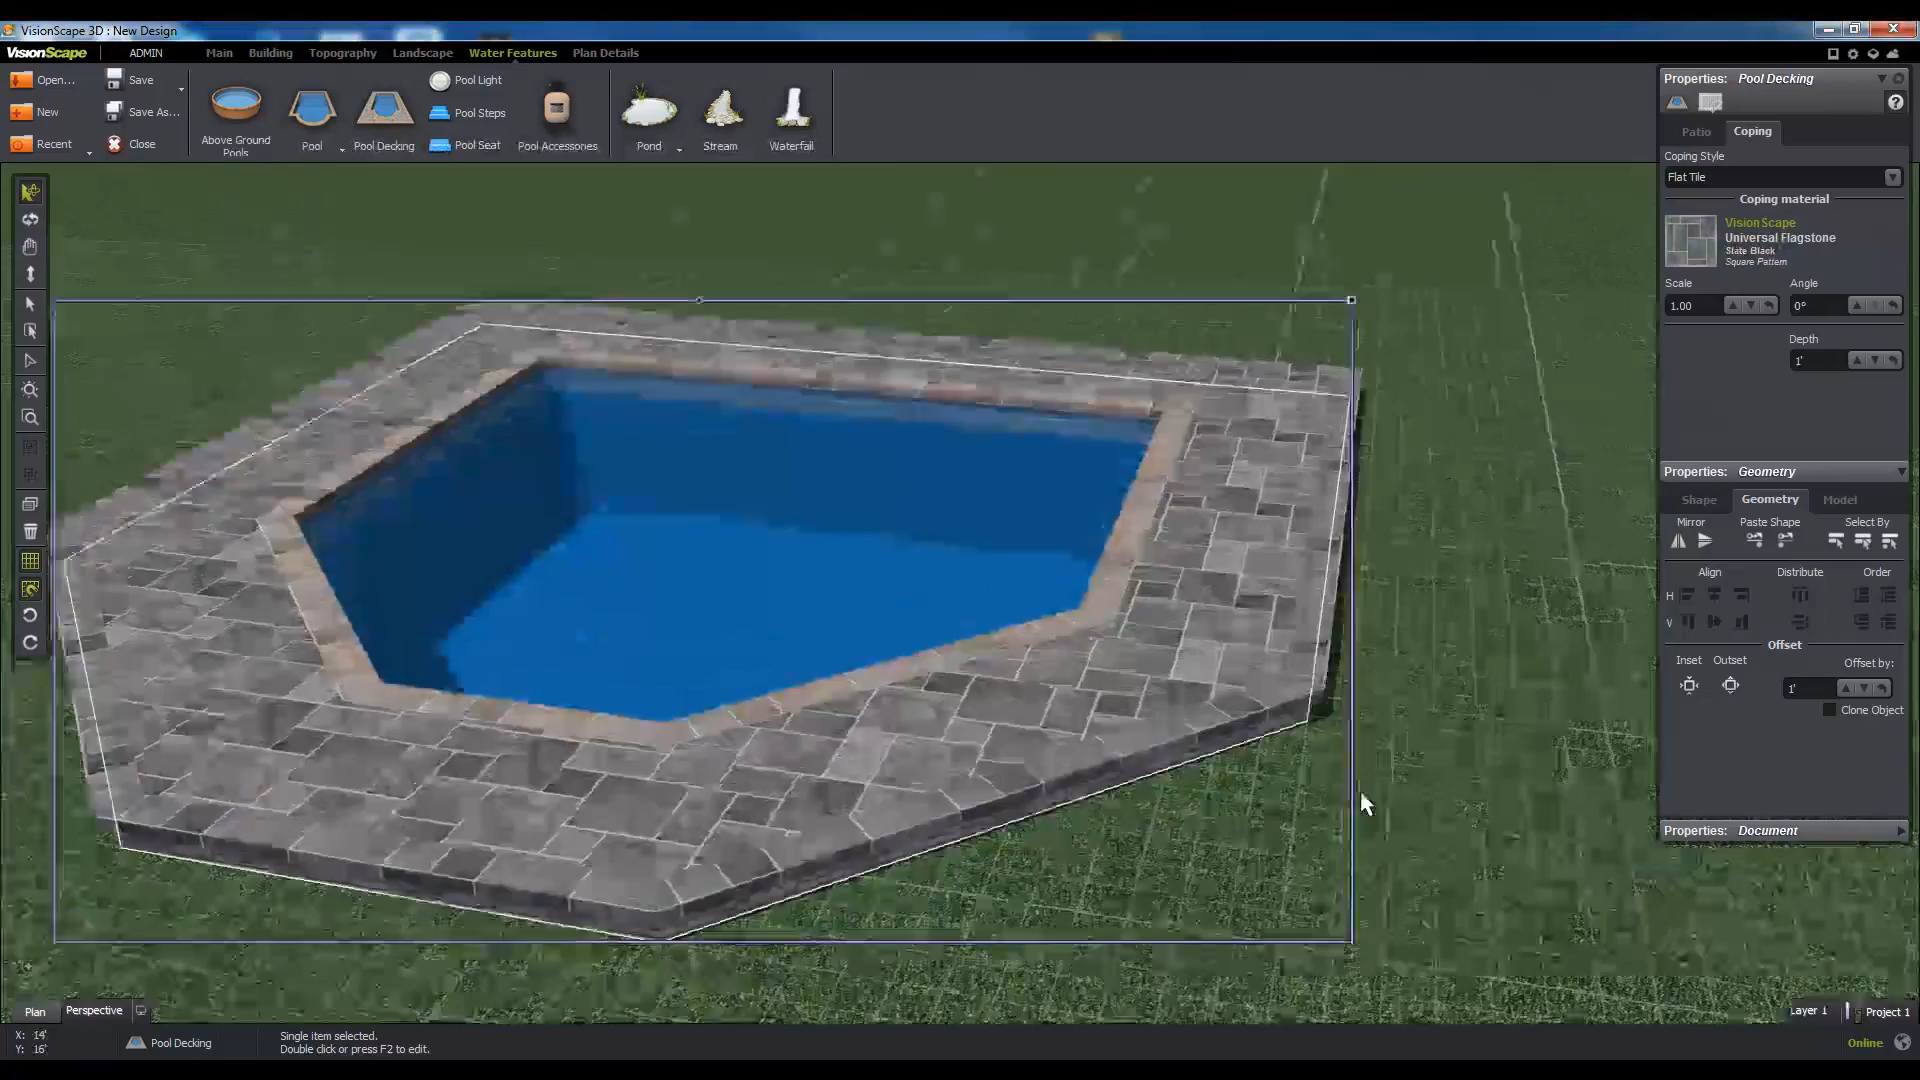 VisionScape 3D : New Design
VisionScape
ADMIN
Main
Building
Topography
Landscape
Water Features
Plan Details
Open...
New
Recent
Save
Save As...
Close
Above Ground
Pools
Pool
Pool Decking
Pool Light
Pool Steps
Pool Seat
Pool Accessories
Pond
Stream
Waterfall
Properties: Pool Decking
?
Patio
Coping
Coping Style
Flat Tile
Coping material
VisionScape
Universal Flagstone
Slate Black
Square Pattern
Scale
Angle
1.00
0°
Depth
1'
Properties: Geometry
Shape
Geometry
Model
Mirror
Paste Shape
Select By
Align
Distribute
Order
H
V
Offset
Inset
Outset
Offset by:
1'
Clone Object
Properties: Document
Plan
Perspective
Layer 1
Project 1
X: 14'
Y: 16'
Pool Decking
Single item selected.
Double click or press F2 to edit.
Online